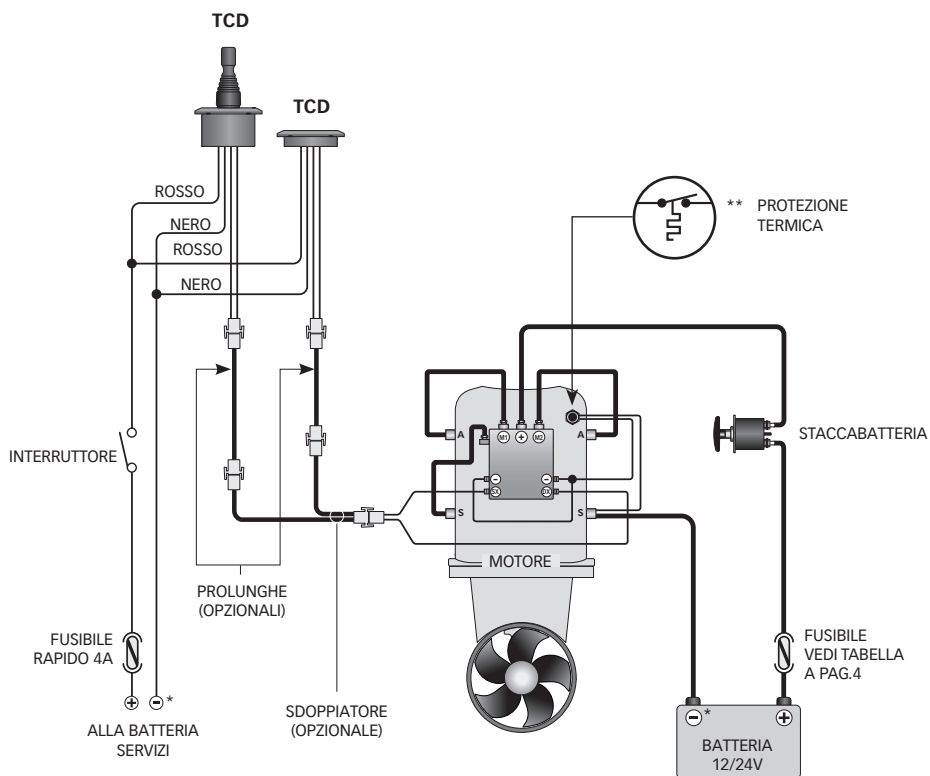 TCD
TCD
ROSSO
NERO
ROSSO
NERO
** PROTEZIONE
TERMICA
M1 + M2
A
A
STACCABATTERIA
INTERRUTTORE
- -
SX DX
S
S
MOTORE
PROLUNGHE
(OPZIONALI)
FUSIBILE
RAPIDO 4A
FUSIBILE
VEDI TABELLA
A PAG.4
+ - *
SDOPPIATORE
(OPZIONALE)
ALLA BATTERIA
SERVIZI
- * +
BATTERIA
12/24V